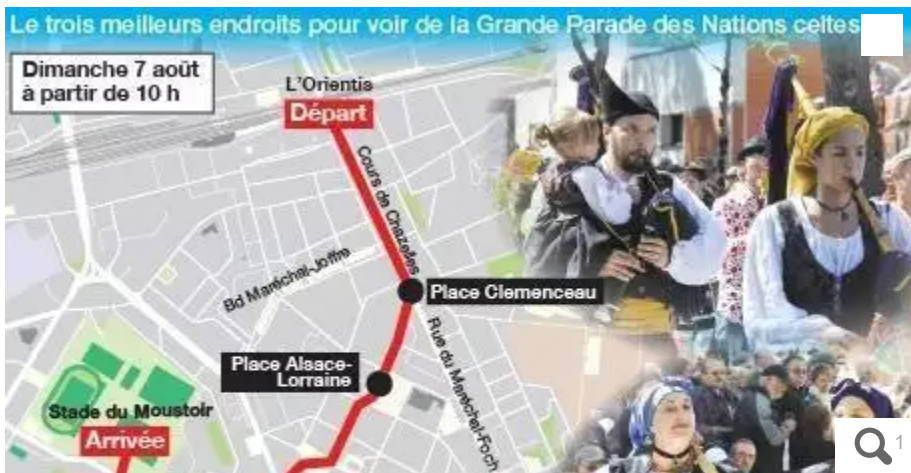 Le trois meilleurs endroits pour voir de la Grande Parade des Nations celtes
Dimanche 7 août
à partir de 10 h
L'Orientis
Départ
Cours de Chazelles
Bd Maréchal-Joffre
Place Clemenceau
Rue du Maréchal-Foch
Place Alsace-
Lorraine
Stade du Moustoir
Arrivée
1